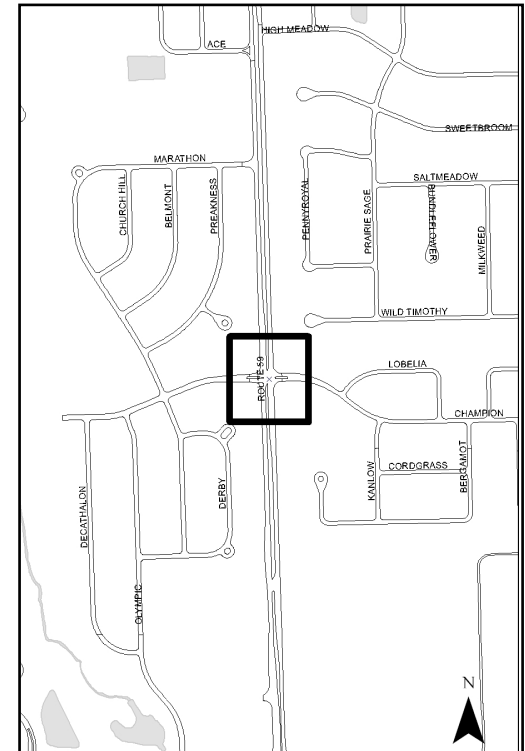 HIGH MEADOW
ACE
SWEETBROOM
MARATHON
SALTMEADOW
CHURCH HILL
BELMONT
PREAKNESS
PENNYROYAL
PRAIRIE SAGE
BUNDLEFLOWER
MILKWEED
WILD TIMOTHY
ROUTE 59
LOBELIA
CHAMPION
CORDGRASS
KANLOW
BERGAMOT
DERBY
DECATHALON
OLYMPIC
N